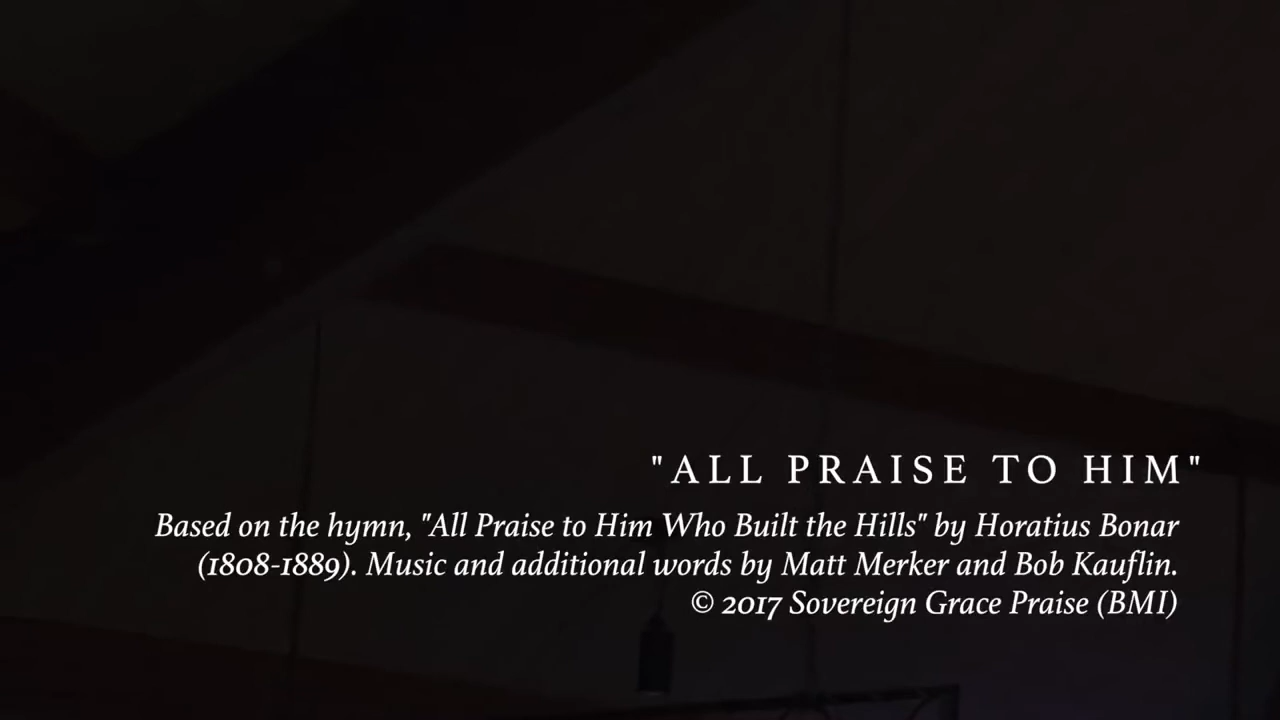 "ALL PRAISE TO HIM"
Based on the hymn, "All Praise to Him Who Built the Hills" by Horatius Bonar
(1808-1889). Music and additional words by Matt Merker and Bob Kauflin.
© 2017 Sovereign Grace Praise (BMI)